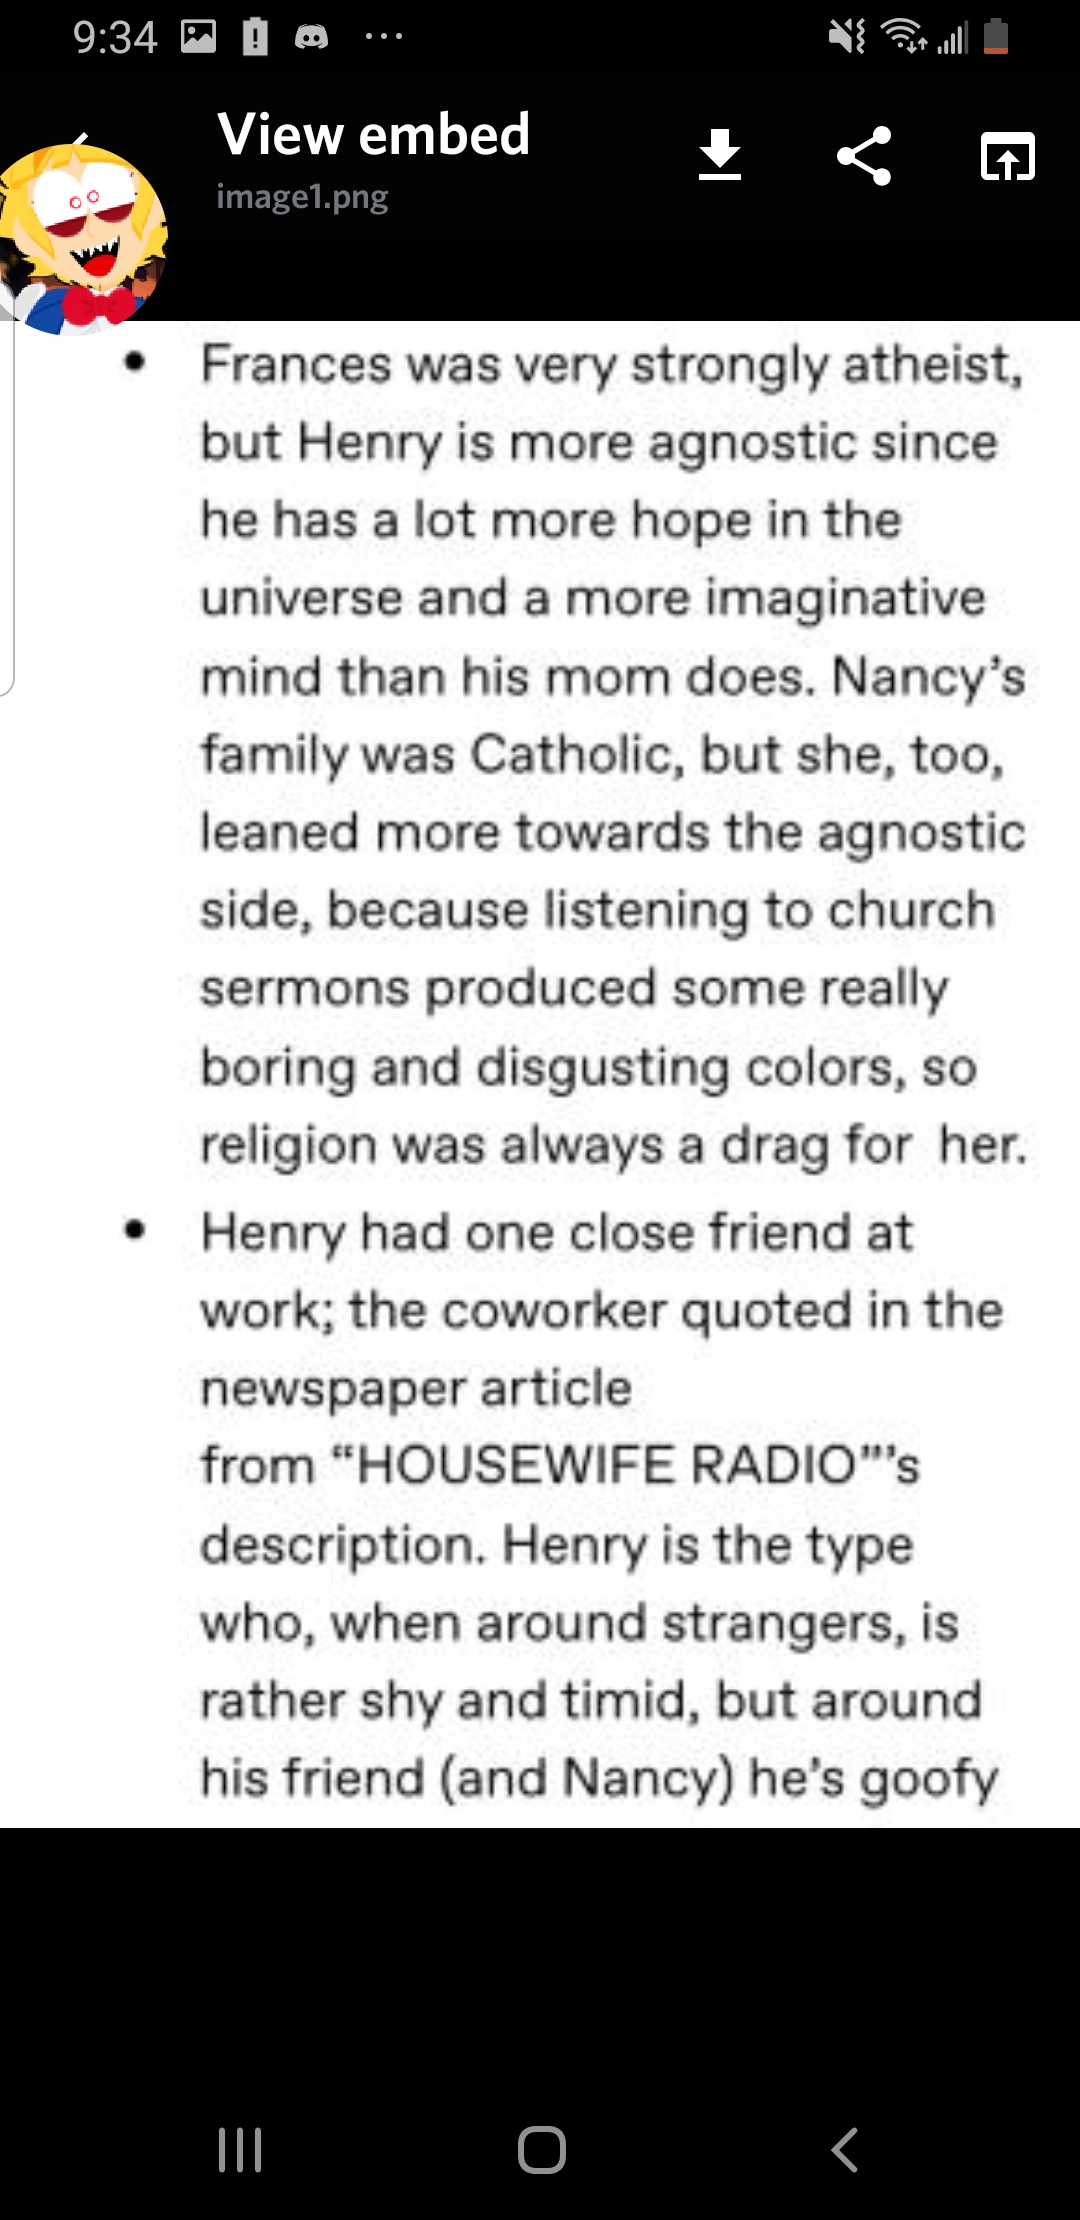 9:34
View embed
image1.png
• Frances was very strongly atheist,
but Henry is more agnostic since
he has a lot more hope in the
universe and a more imaginative
mind than his mom does. Nancy’s
family was Catholic, but she, too,
leaned more towards the agnostic
side, because listening to church
sermons produced some really
boring and disgusting colors, so
religion was always a drag for her.
• Henry had one close friend at
work; the coworker quoted in the
newspaper article
from “HOUSEWIFE RADIO”’s
description. Henry is the type
who, when around strangers, is
rather shy and timid, but around
his friend (and Nancy) he’s goofy